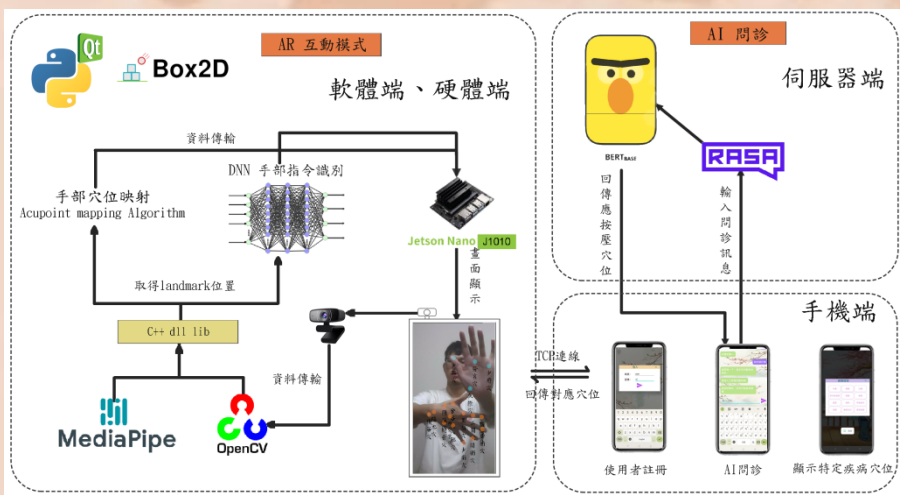 AR 互動模式
Qt
Box2D
軟體端、硬體端
資料傳輸
DNN 手部指令識別
手部穴位映射
Acupoint mapping Algorithm
Jetson Nano J1010
畫面顯示
取得landmark位置
C++ dll lib
資料傳輸
MediaPipe
OpenCV
AI 問診
伺服器端
BERT BASE
RASA
回傳應按壓穴位
輸入問診訊息
手機端
TCP連線
回傳對應穴位
使用者註冊
AI問診
顯示特定疾病穴位